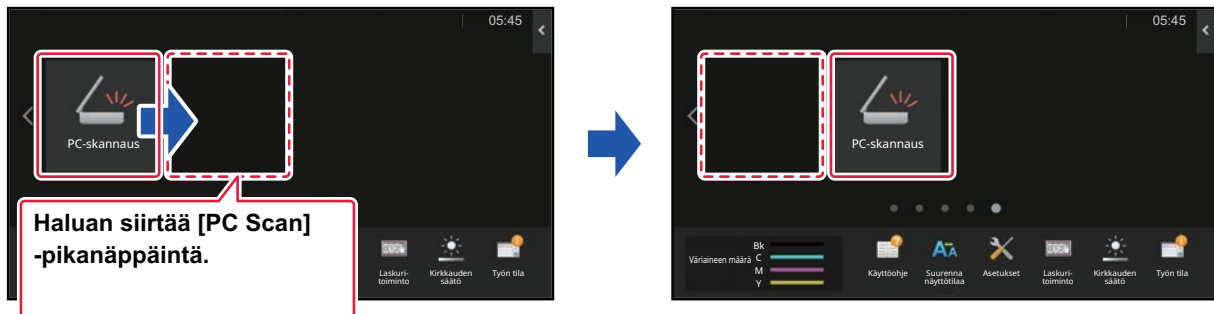 05:45
PC-skannaus
Haluan siirtää [PC Scan]
-pikanäppäintä.
Laskuri-
toiminto
Kirkkauden
säätö
Työn tila
05:45
PC-skannaus
Väriaineen määrä
Bk
C
M
Y
Käyttöohje
Suurenna
näyttötilaa
Asetukset
Laskuri-
toiminto
Kirkkauden
säätö
Työn tila